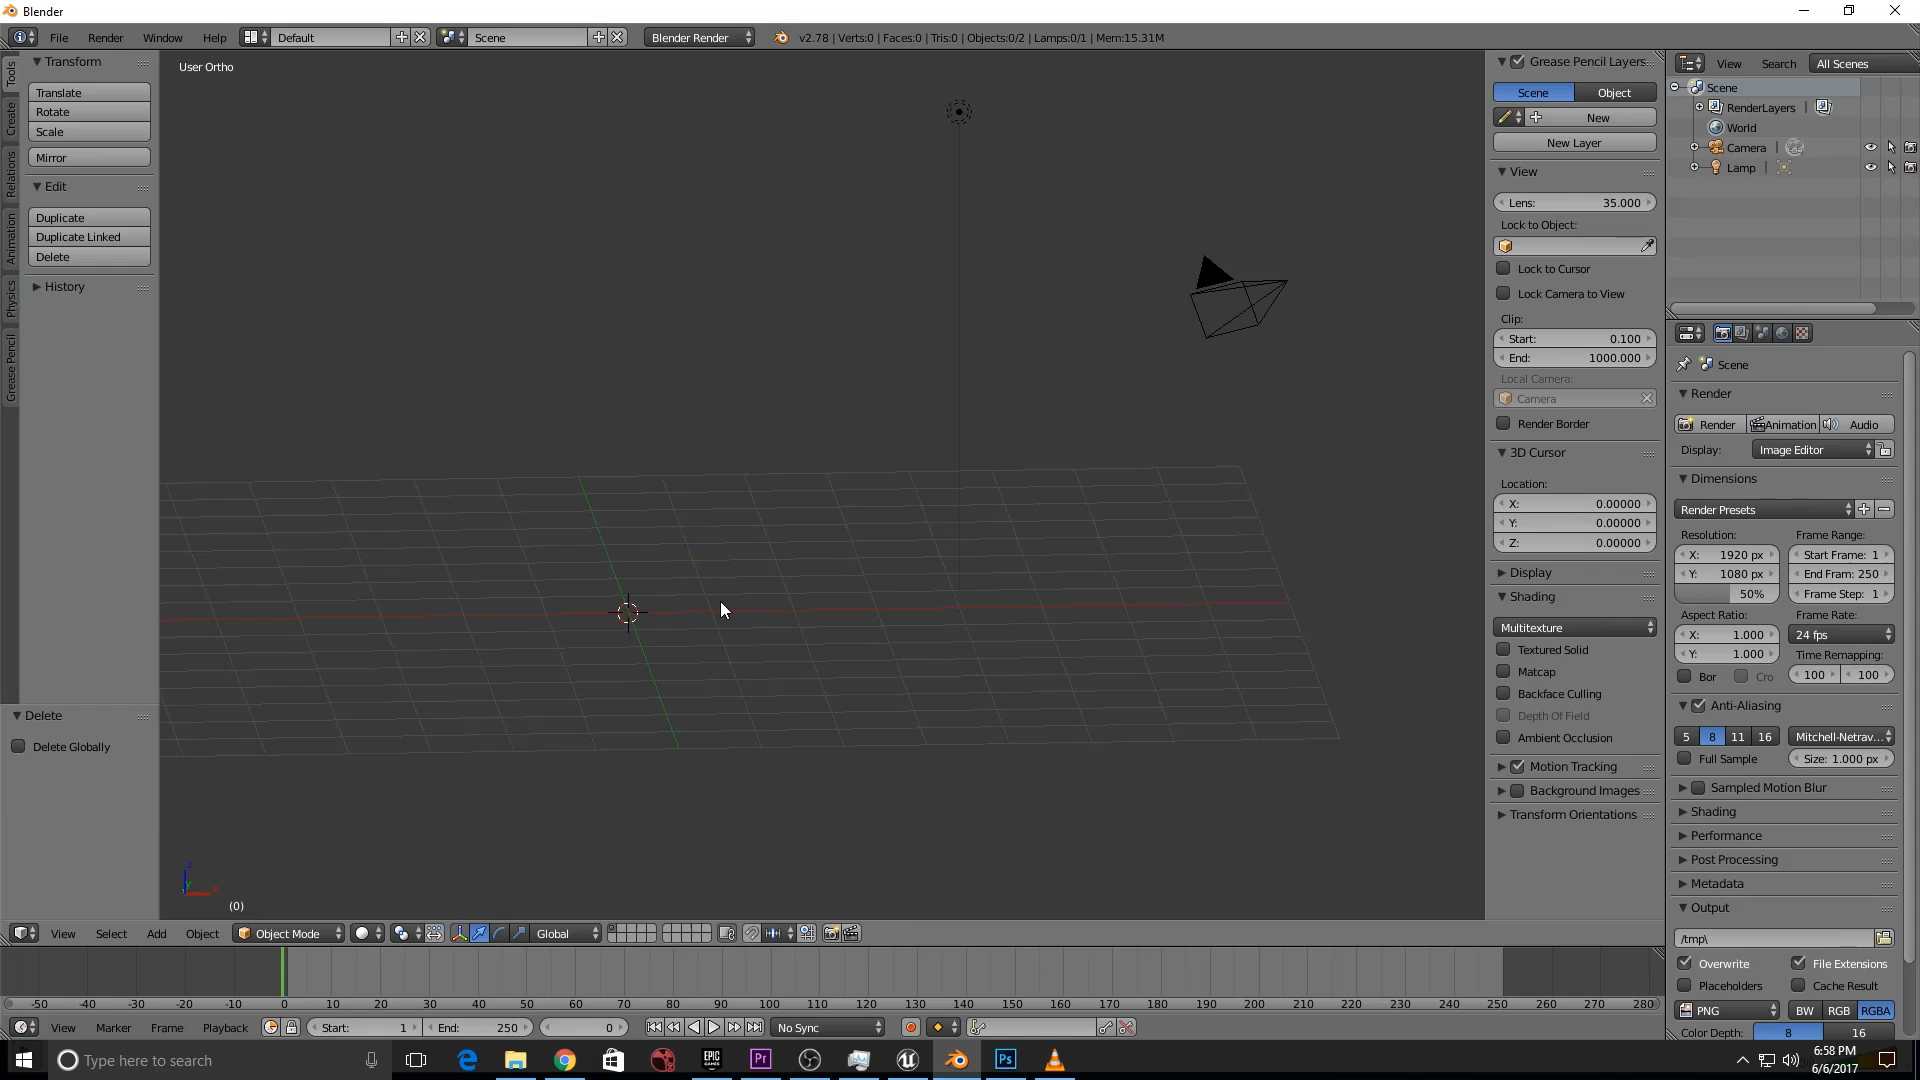 Blender
File Render Window Help Default Scene Blender Render v2.78 | Verts:0 | Faces:0 | Tris:0 | Objects:0/2 | Lamps:0/1 | Mem:15.31M
Tools
Create
Relations
Animation
Physics
Grease Pencil
Transform
Translate
Rotate
Scale
Mirror
Edit
Duplicate
Duplicate Linked
Delete
History
Delete
Delete Globally
User Ortho
z
y
x
(0)
Grease Pencil Layers
Scene Object
New
New Layer
View
Lens: 35.000
Lock to Object:
Lock to Cursor
Lock Camera to View
Clip:
Start: 0.100
End: 1000.000
Local Camera:
Camera
Render Border
3D Cursor
Location:
X: 0.00000
Y: 0.00000
Z: 0.00000
Display
Shading
Multitexture
Textured Solid
Matcap
Backface Culling
Depth Of Field
Ambient Occlusion
Motion Tracking
Background Images
Transform Orientations
View Search All Scenes
Scene
RenderLayers |
World
Camera |
Lamp |
Scene
Render
Render Animation Audio
Display: Image Editor
Dimensions
Render Presets
Resolution: Frame Range:
X: 1920 px Start Frame: 1
Y: 1080 px End Fram: 250
50% Frame Step: 1
Aspect Ratio: Frame Rate:
X: 1.000 24 fps
Y: 1.000 Time Remapping:
Bor Cro 100 100
Anti-Aliasing
5 8 11 16 Mitchell-Netrav...
Full Sample Size: 1.000 px
Sampled Motion Blur
Shading
Performance
Post Processing
Metadata
Output
/tmp\
Overwrite File Extensions
Placeholders Cache Result
PNG BW RGB RGBA
Color Depth: 8 16
View Select Add Object Object Mode Global
-50 -40 -30 -20 -10 0 10 20 30 40 50 60 70 80 90 100 110 120 130 140 150 160 170 180 190 200 210 220 230 240 250 260 270 280
View Marker Frame Playback Start: 1 End: 250 0 No Sync
Type here to search
EPIC GAMES
Pr
Ps
6:58 PM
6/6/2017